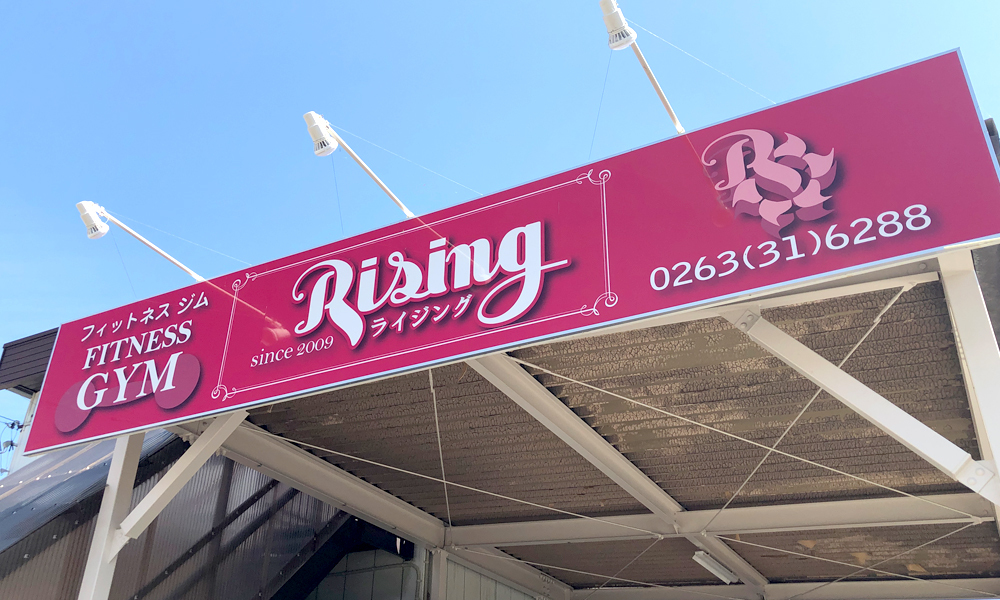 フィットネス ジム
FITNESS
GYM
Rising
ライジング
since 2009
RS
0263(31)6288